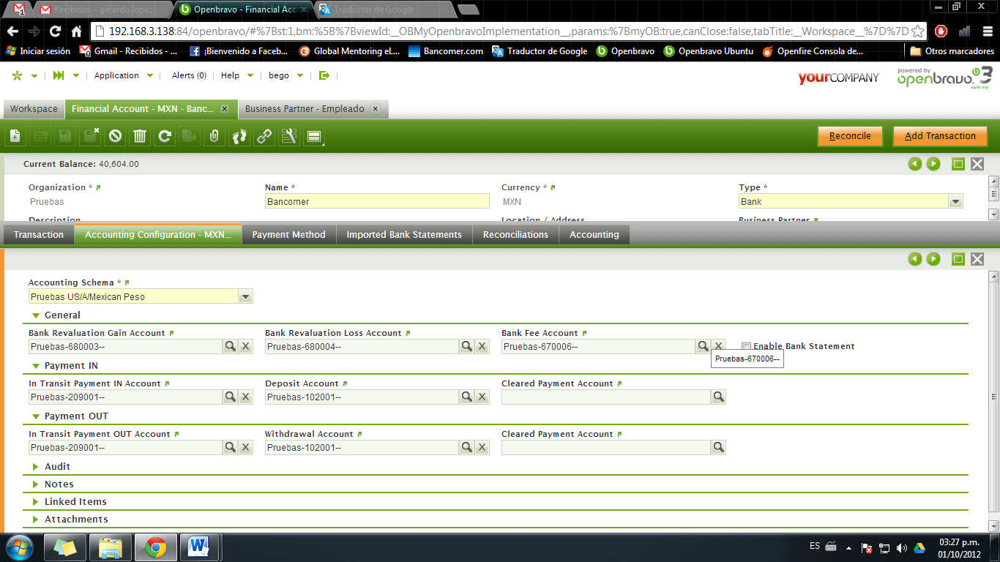 1 Recibidos - gerardo.lopez × Openbravo - Financial Acc × Traductor de Google ×
192.168.3.138:84/openbravo/#%7Bst:1,bm:%5B%7BviewId:__OBMyOpenbravoImplementation__,params:%7BmyOB:true,canClose:false,tabTitle:__Workspace__%7D%7D
Iniciar sesión Gmail - Recibidos - ... ¡Bienvenido a Faceb... Global Mentoring eL... Bancomer.com Traductor de Google Openbravo Openbravo Ubuntu Openfire Consola de... Otros marcadores
Application Alerts (0) Help bego yourCOMPANY powered by openbravo 3 agile erp
Workspace Financial Account - MXN - Banc... × Business Partner - Empleado ×
Reconcile Add Transaction
Current Balance: 40,604.00
Organization * Name * Currency * Type *
Pruebas Bancomer MXN Bank
Description Location / Address Business Partner
Transaction Accounting Configuration - MXN... Payment Method Imported Bank Statements Reconciliations Accounting
Accounting Schema *
Pruebas US/A/Mexican Peso
General
Bank Revaluation Gain Account Bank Revaluation Loss Account Bank Fee Account
Pruebas-680003-- X Pruebas-680004-- X Pruebas-670006-- X Enable Bank Statement
Pruebas-670006--
Payment IN
In Transit Payment IN Account Deposit Account Cleared Payment Account
Pruebas-209001-- X Pruebas-102001-- X
Payment OUT
In Transit Payment OUT Account Withdrawal Account Cleared Payment Account
Pruebas-209001-- X Pruebas-102001-- X
Audit
Notes
Linked Items
Attachments
ES 03:27 p.m.
01/10/2012